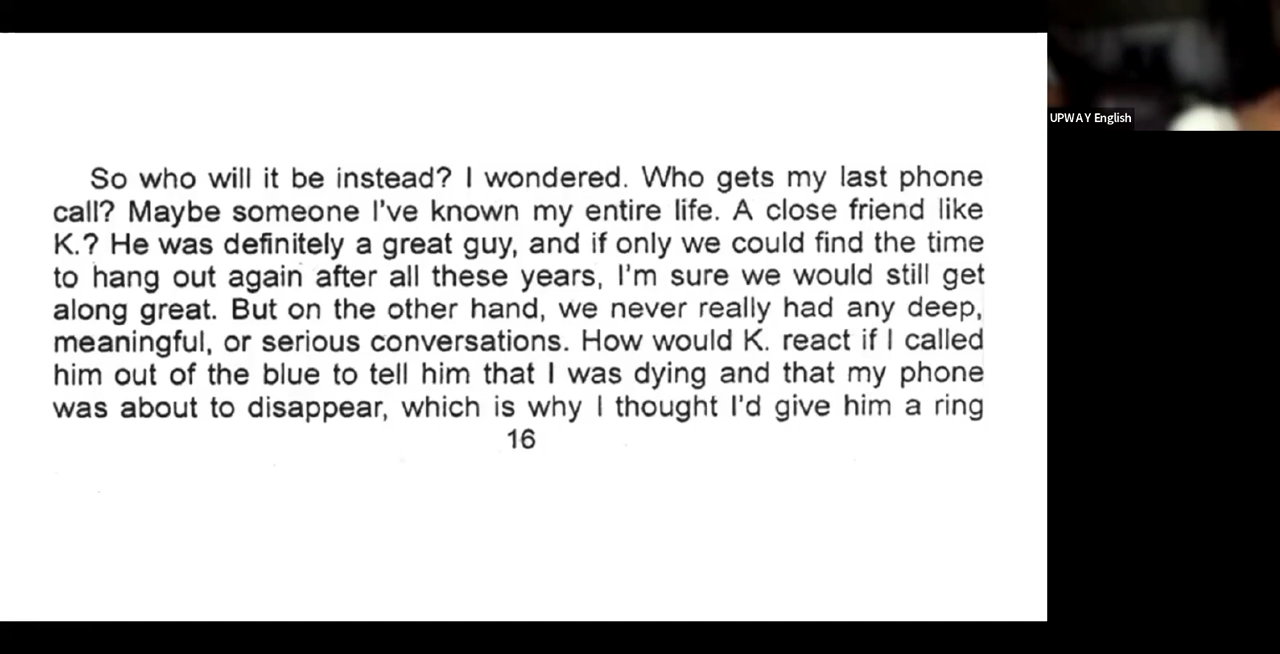 So who will it be instead? I wondered. Who gets my last phone
call? Maybe someone I've known my entire life. A close friend like
K.? He was definitely a great guy, and if only we could find the time
to hang out again after all these years, I'm sure we would still get
along great. But on the other hand, we never really had any deep,
meaningful, or serious conversations. How would K. react if I called
him out of the blue to tell him that I was dying and that my phone
was about to disappear, which is why I thought I'd give him a ring
16
UPWAY English